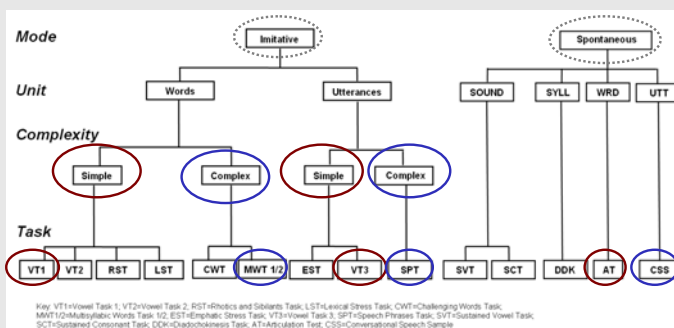 Mode
Imitative
Spontaneous
Unit
Words
Utterances
SOUND
SYLL
WRD
UTT
Complexity
Simple
Complex
Simple
Complex
Task
VT1
VT2
RST
LST
CWT
MWT 1/2
EST
VT3
SPT
SVT
SCT
DDK
AT
CSS
Key: VT1=Vowel Task 1; VT2=Vowel Task 2, RST=Rhotics and Sibilants Task; LST=Lexical Stress Task; CWT=Challenging Words Task;
MWT1/2=Multisyllabic Words Task 1/2, EST=Emphatic Stress Task; VT3=Vowel Task 3, SPT=Speech Phrases Task; SVT=Sustained Vowel Task;
SCT=Sustained Consonant Task; DDK=Diadochokinesis Task; AT=Articulation Test; CSS=Conversational Speech Sample